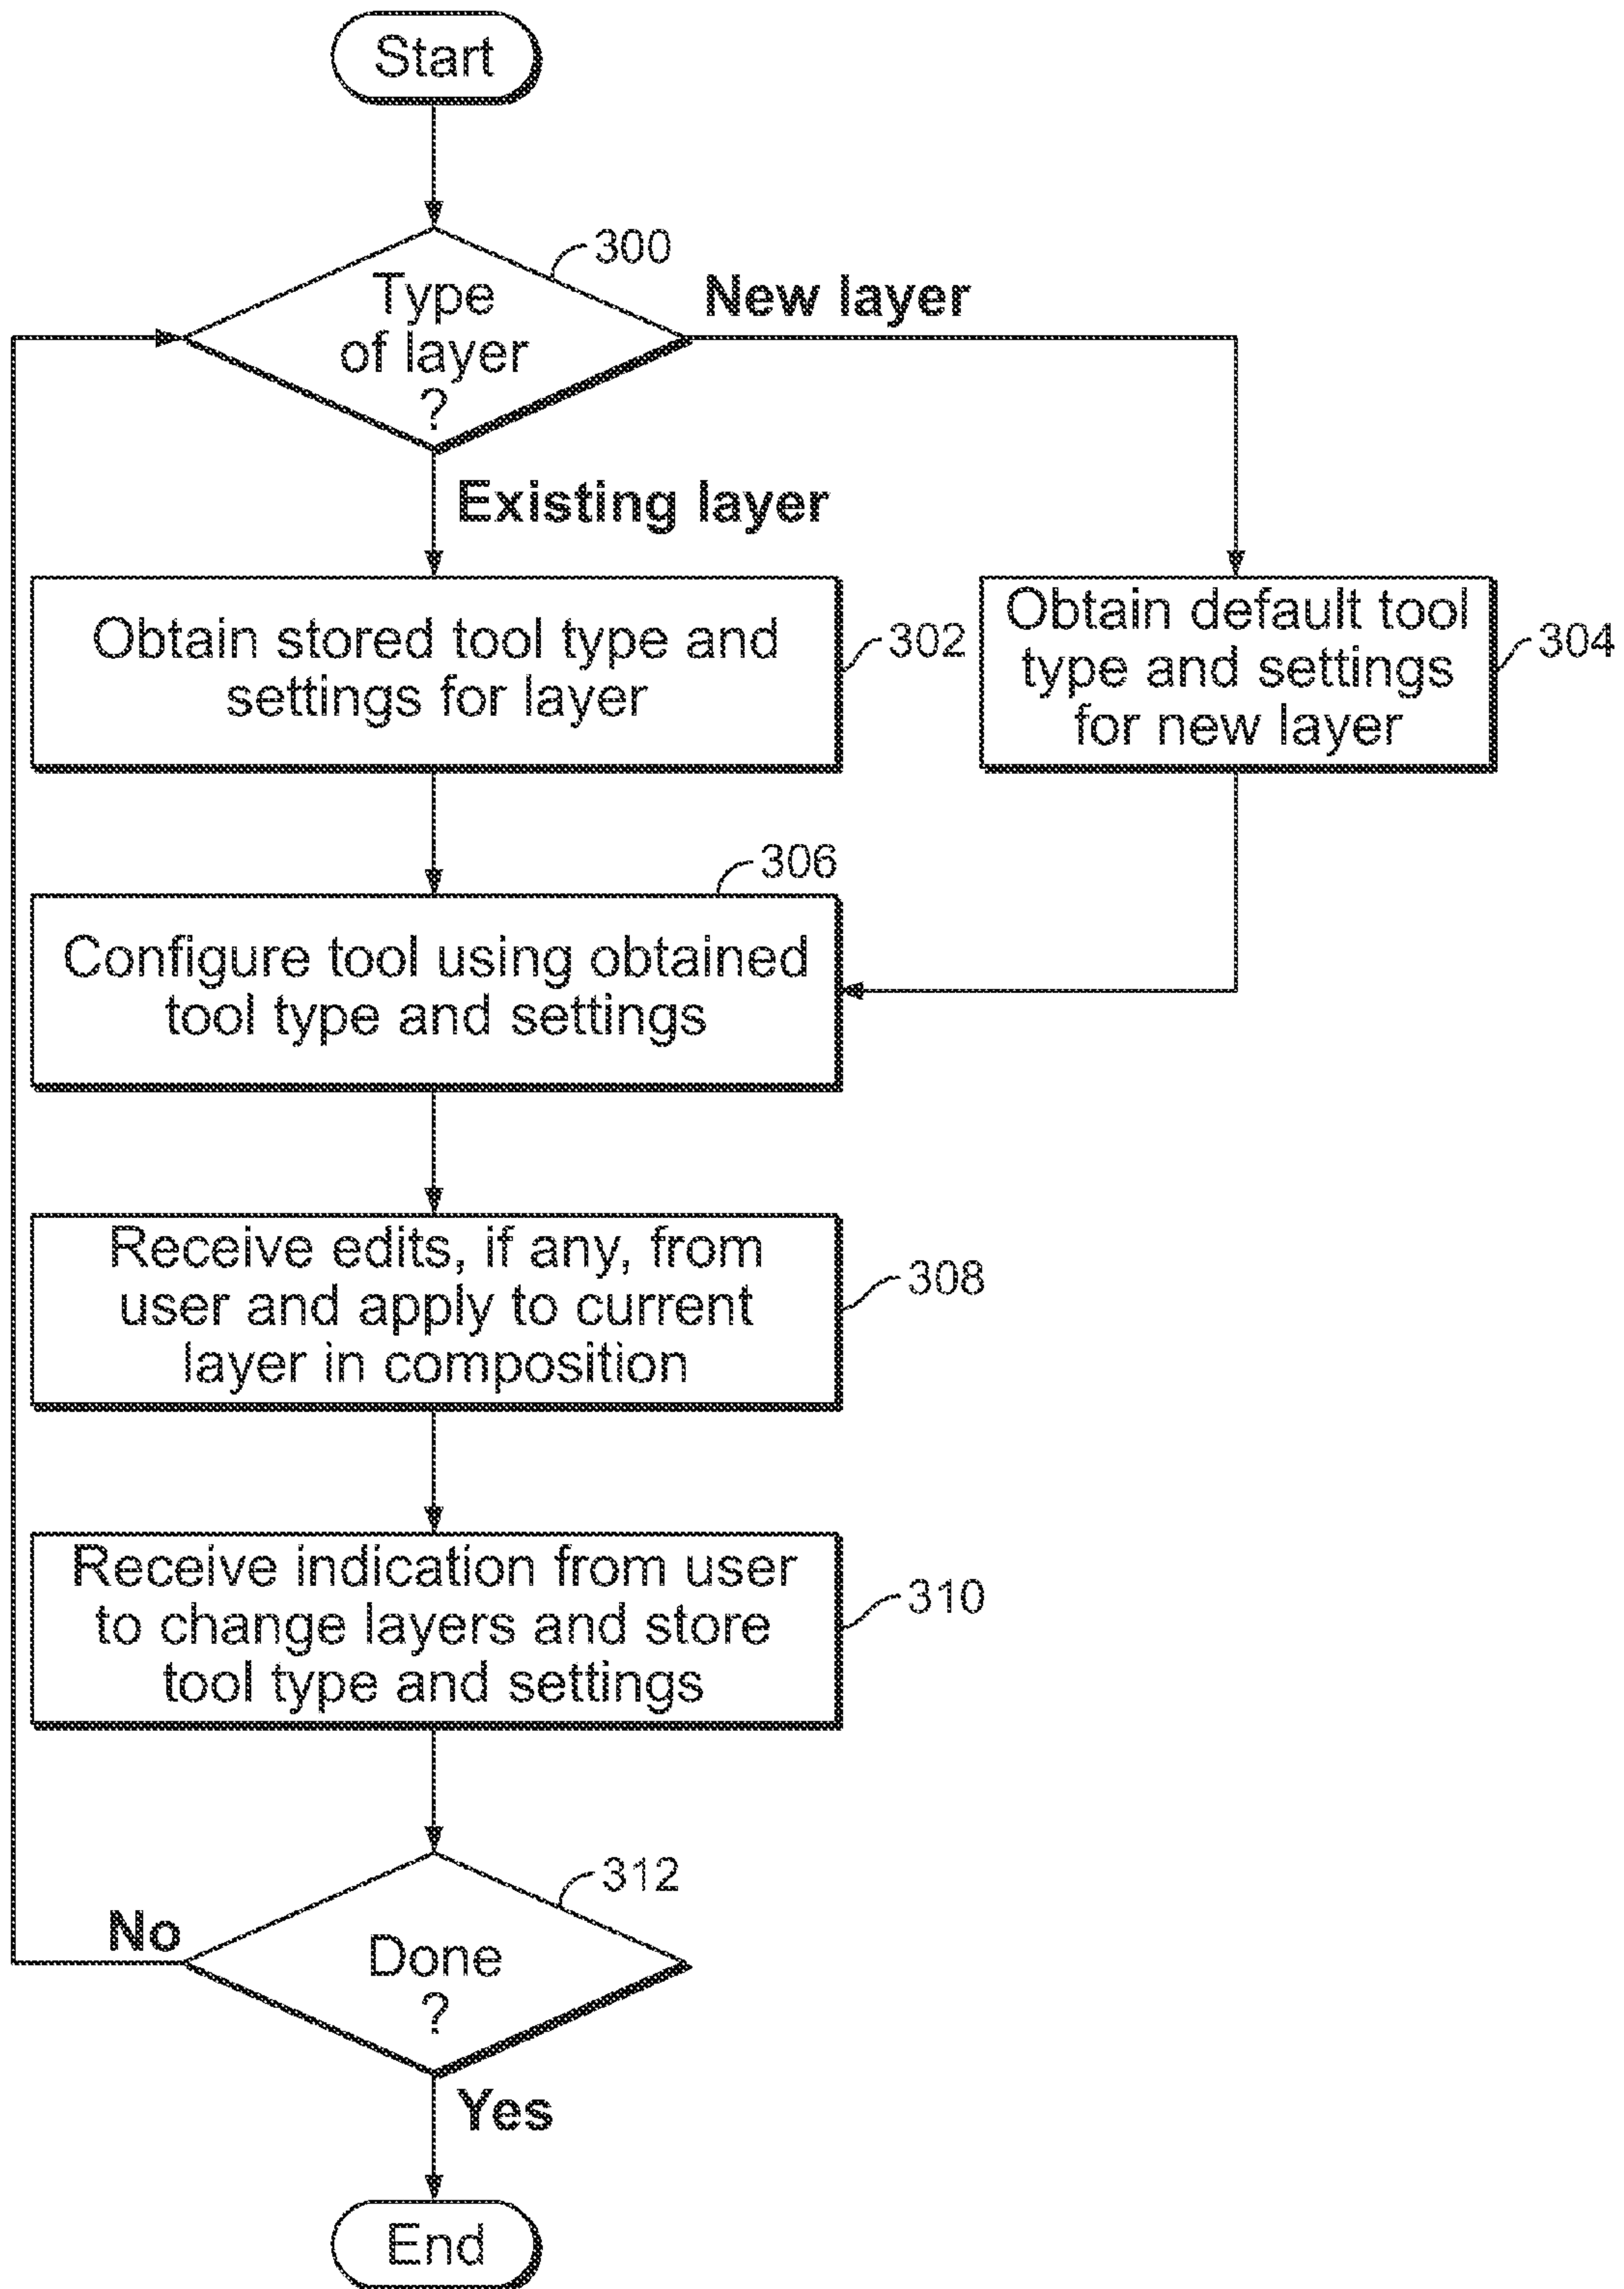 Start
300
Type
of layer
?
New layer
Existing layer
Obtain stored tool type and
settings for layer
302
Obtain default tool
type and settings
for new layer
304
306
Configure tool using obtained
tool type and settings
Receive edits, if any, from
user and apply to current
layer in composition
308
Receive indication from user
to change layers and store
tool type and settings
310
312
No
Done
?
Yes
End